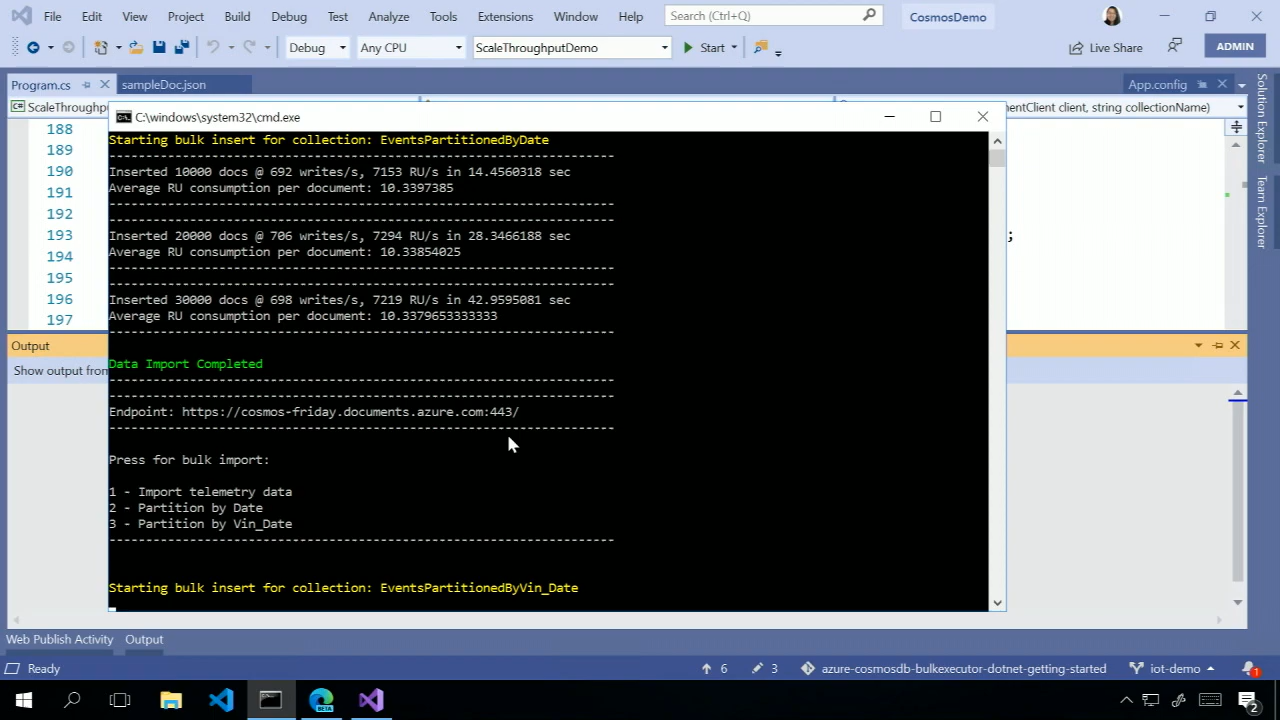 File Edit View Project Build Debug Test Analyze Tools Extensions Window Help Search (Ctrl+Q) CosmosDemo
Debug Any CPU ScaleThroughputDemo Start Live Share ADMIN
Program.cs sampleDoc.json App.config
ScaleThroughpu nentClient client, string collectionName)
Solution Explorer
Team Explorer
188
189
190
191
192
193 ;
194
195
196
197
C:\windows\system32\cmd.exe
Starting bulk insert for collection: EventsPartitionedByDate
---------------------------------------------------------------------
Inserted 10000 docs @ 692 writes/s, 7153 RU/s in 14.4560318 sec
Average RU consumption per document: 10.3397385
---------------------------------------------------------------------
---------------------------------------------------------------------
Inserted 20000 docs @ 706 writes/s, 7294 RU/s in 28.3466188 sec
Average RU consumption per document: 10.33854025
---------------------------------------------------------------------
---------------------------------------------------------------------
Inserted 30000 docs @ 698 writes/s, 7219 RU/s in 42.9595081 sec
Average RU consumption per document: 10.3379653333333
---------------------------------------------------------------------
Data Import Completed
---------------------------------------------------------------------
---------------------------------------------------------------------
Endpoint: https://cosmos-friday.documents.azure.com:443/
---------------------------------------------------------------------
Press for bulk import:
1 - Import telemetry data
2 - Partition by Date
3 - Partition by Vin_Date
---------------------------------------------------------------------
Starting bulk insert for collection: EventsPartitionedByVin_Date
Output
Show output from
Web Publish Activity Output
Ready 6 3 azure-cosmosdb-bulkexecutor-dotnet-getting-started iot-demo 1
BETA 2